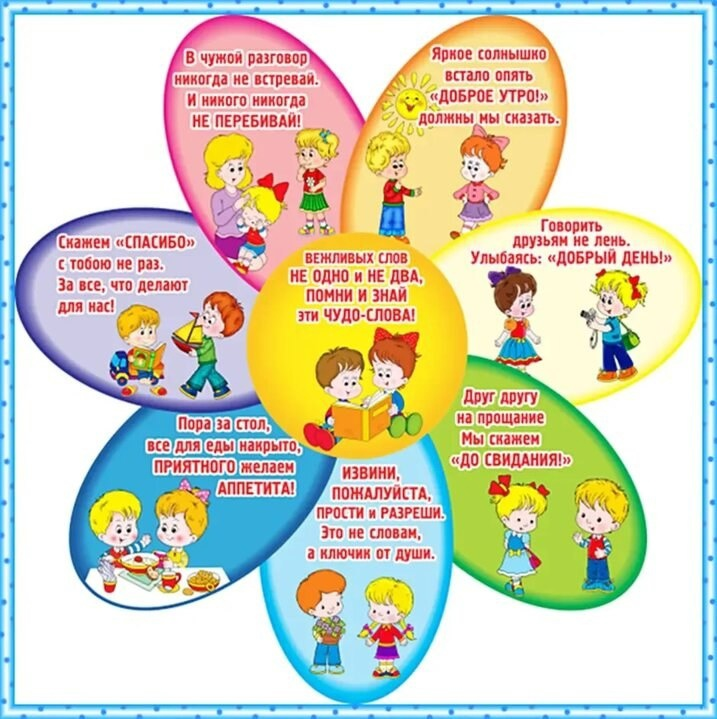 В чужой разговор
никогда не встревай.
И никого никогда
НЕ ПЕРЕБИВАЙ!
Яркое солнышко
встало опять
«ДОБРОЕ УТРО!»
должны мы сказать.
Говорить
друзьям не лень.
Улыбаясь: «ДОБРЫЙ ДЕНЬ!»
Друг другу
на прощание
Мы скажем
«ДО СВИДАНИЯ!»
ИЗВИНИ,
ПОЖАЛУЙСТА,
ПРОСТИ и РАЗРЕШИ.
Это не словам,
а ключик от души.
Пора за стол,
все для еды накрыто,
ПРИЯТНОГО желаем
АППЕТИТА!
Скажем «СПАСИБО»
с тобою не раз.
За все, что делают
для нас!
ВЕЖЛИВЫХ СЛОВ
НЕ ОДНО и НЕ ДВА,
ПОМНИ И ЗНАЙ
эти ЧУДО-СЛОВА!